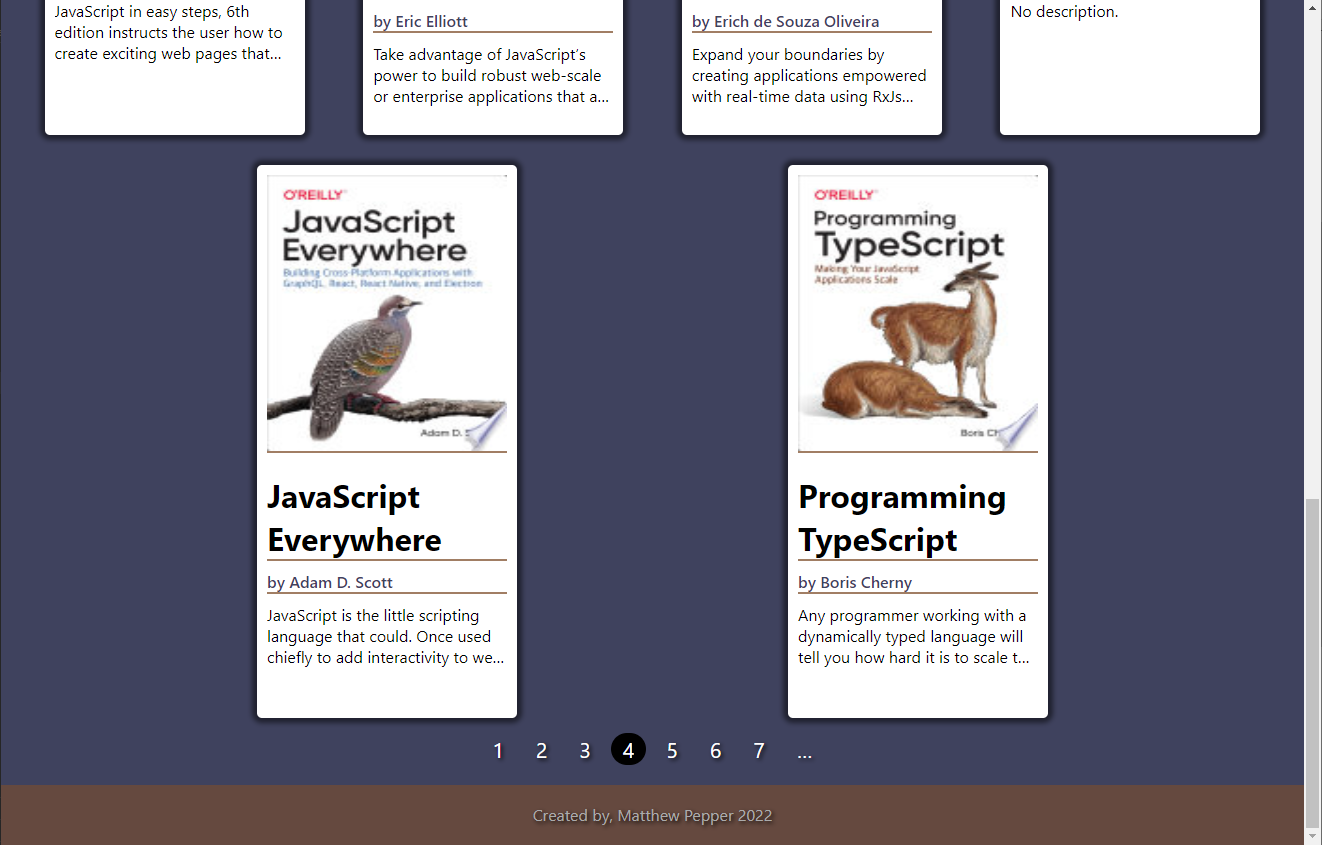 JavaScript in easy steps, 6th
edition instructs the user how to
create exciting web pages that...
by Eric Elliott
Take advantage of JavaScript's
power to build robust web-scale
or enterprise applications that a...
by Erich de Souza Oliveira
Expand your boundaries by
creating applications empowered
with real-time data using RxJs...
No description.
O'REILLY
JavaScript
Everywhere
Building Cross-Platform Applications with
GraphQL, React, React Native, and Electron
Adam D.
JavaScript
Everywhere
by Adam D. Scott
JavaScript is the little scripting
language that could. Once used
chiefly to add interactivity to we...
O'REILLY
Programming
TypeScript
Making Your JavaScript
Applications Scale
Boris
Programming
TypeScript
by Boris Cherny
Any programmer working with a
dynamically typed language will
tell you how hard it is to scale t...
1 2 3 4 5 6 7 ...
Created by, Matthew Pepper 2022